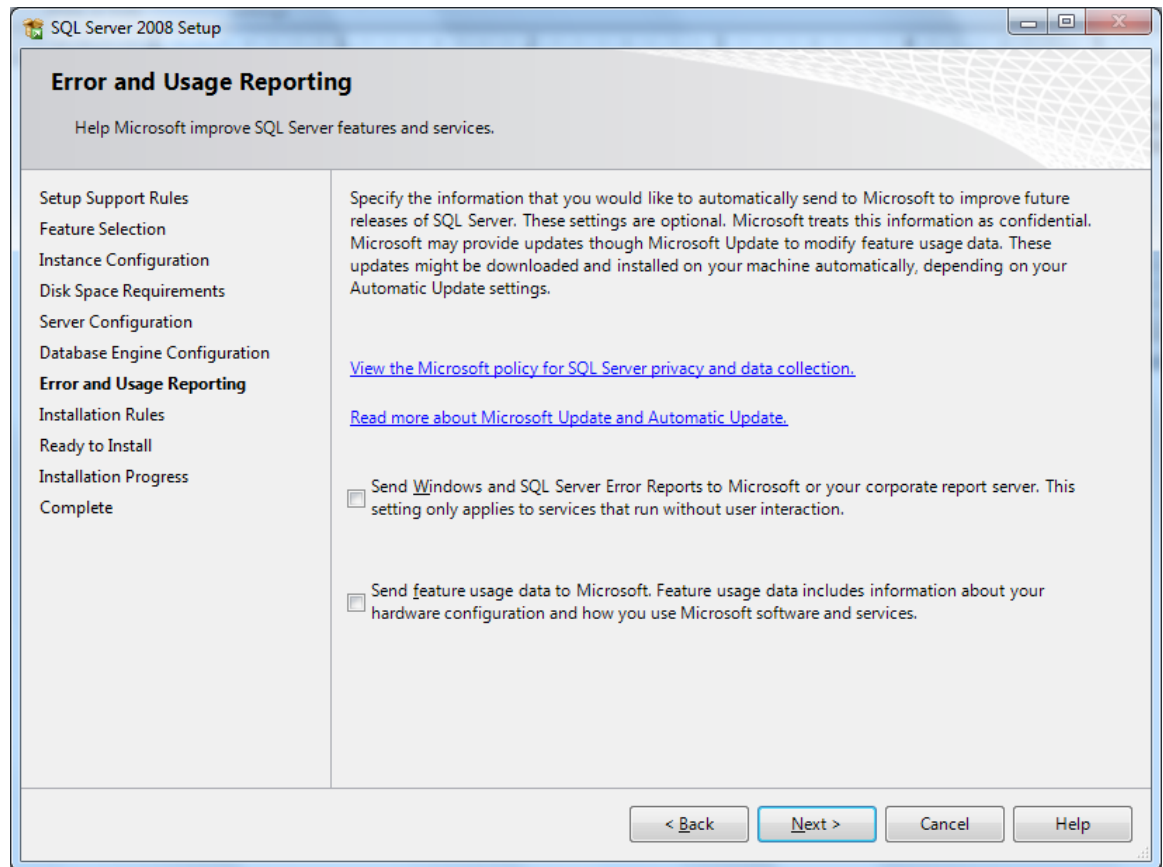 SQL Server 2008 Setup
Error and Usage Reporting
Help Microsoft improve SQL Server features and services.
Setup Support Rules
Feature Selection
Instance Configuration
Disk Space Requirements
Server Configuration
Database Engine Configuration
Error and Usage Reporting
Installation Rules
Ready to Install
Installation Progress
Complete
Specify the information that you would like to automatically send to Microsoft to improve future
releases of SQL Server. These settings are optional. Microsoft treats this information as confidential.
Microsoft may provide updates though Microsoft Update to modify feature usage data. These
updates might be downloaded and installed on your machine automatically, depending on your
Automatic Update settings.
View the Microsoft policy for SQL Server privacy and data collection.
Read more about Microsoft Update and Automatic Update.
Send Windows and SQL Server Error Reports to Microsoft or your corporate report server. This
setting only applies to services that run without user interaction.
Send feature usage data to Microsoft. Feature usage data includes information about your
hardware configuration and how you use Microsoft software and services.
< Back
Next >
Cancel
Help